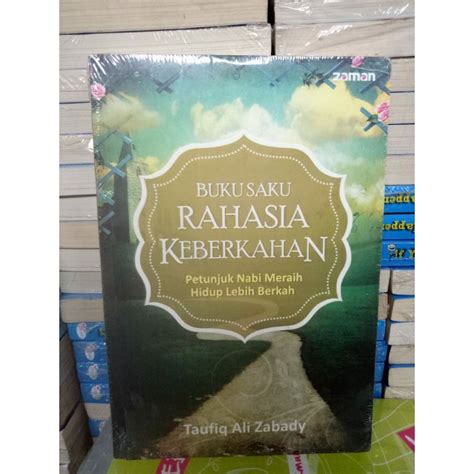 zaman
BUKU SAKU
RAHASIA
KEBERKAHAN
Petunjuk Nabi Meraih
Hidup Lebih Berkah
Taufiq Ali Zabady